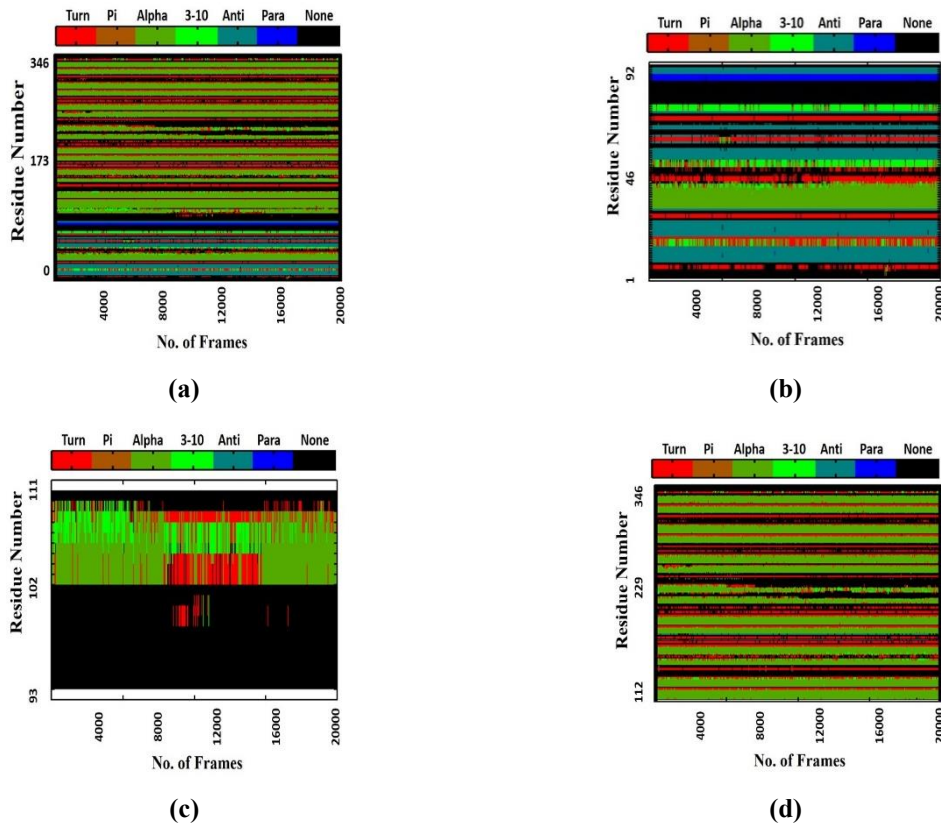 Turn Pi Alpha 3-10 Anti Para None
Residue Number
346
173
0
4000
8000
12000
16000
20000
No. of Frames
(a)
Turn Pi Alpha 3-10 Anti Para None
Residue Number
92
46
1
4000
8000
12000
16000
20000
No. of Frames
(b)
Turn Pi Alpha 3-10 Anti Para None
Residue Number
111
102
93
4000
8000
12000
16000
20000
No. of Frames
(c)
Turn Pi Alpha 3-10 Anti Para None
Residue Number
346
229
112
4000
8000
12000
16000
20000
No. of Frames
(d)